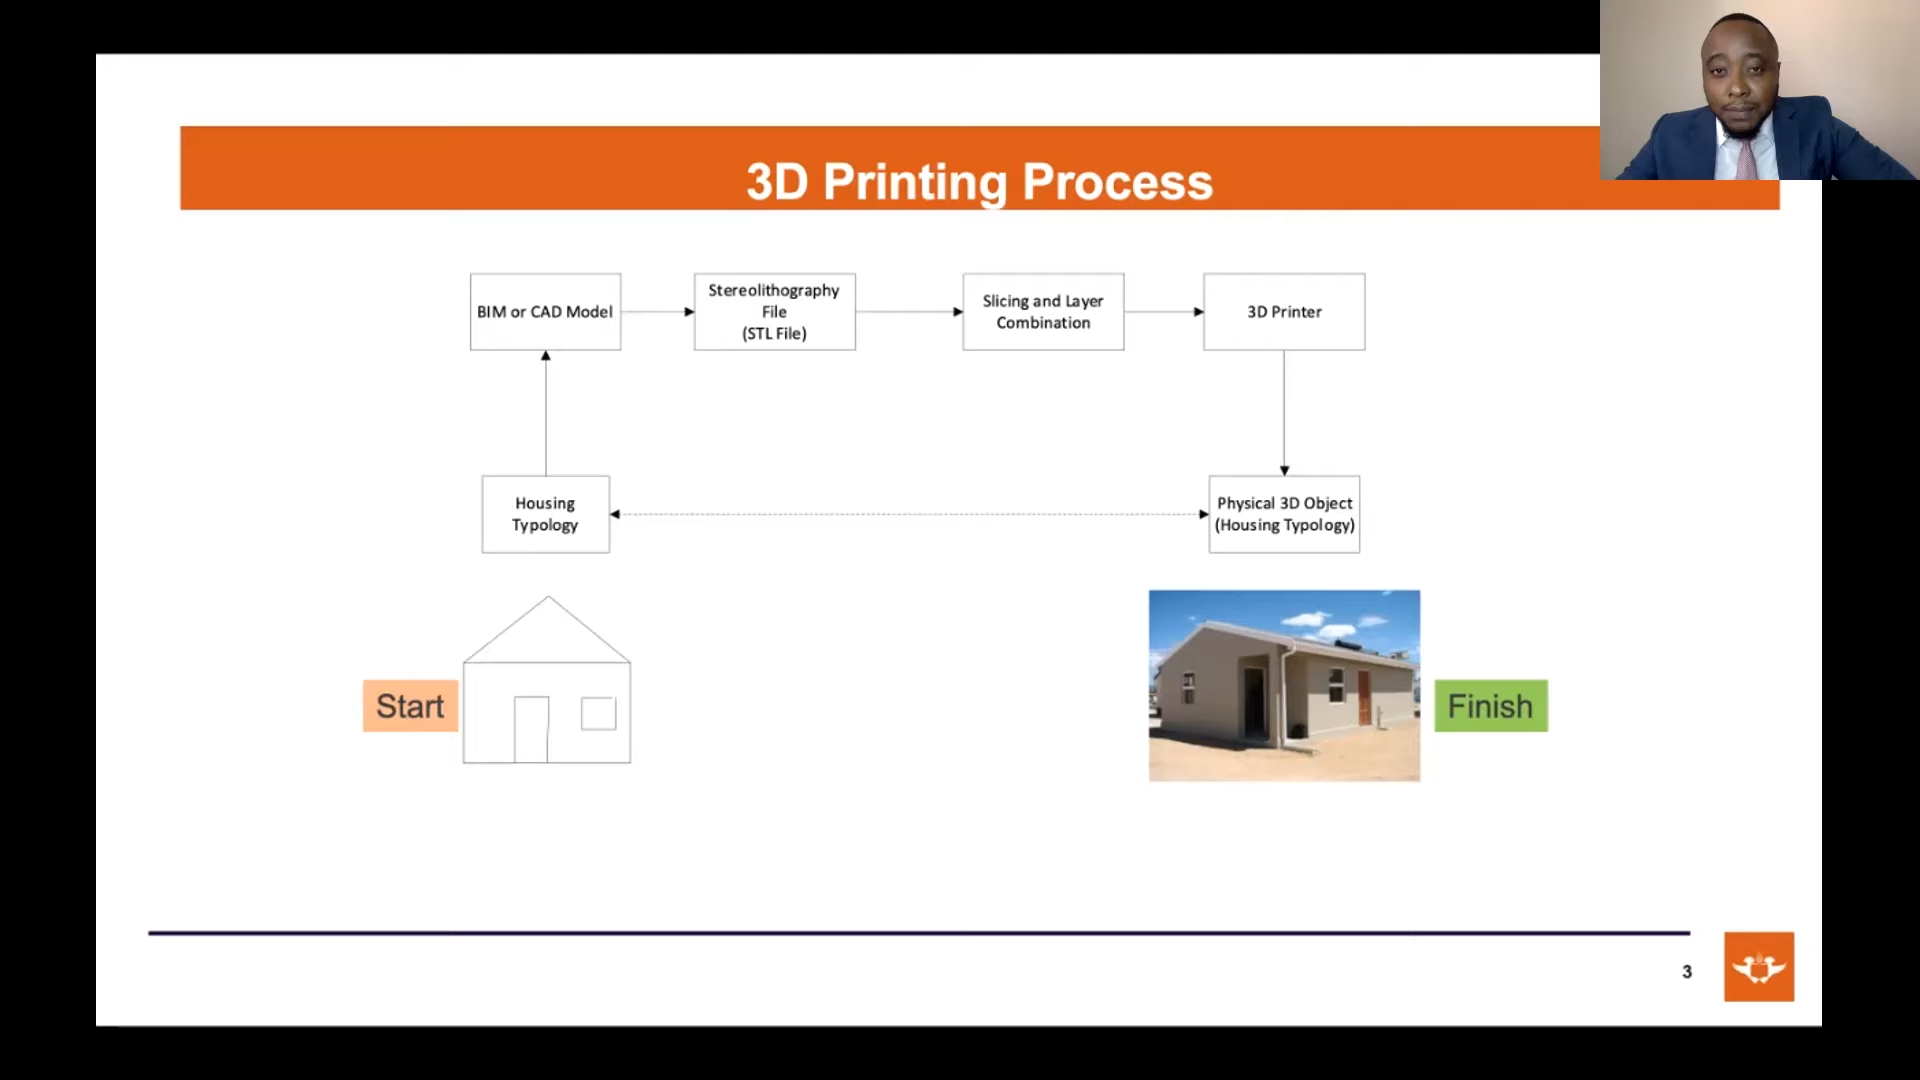 3D Printing Process
BIM or CAD Model
Stereolithography
File
(STL File)
Slicing and Layer
Combination
3D Printer
Housing
Typology
Physical 3D Object
(Housing Typology)
Start
Finish
3